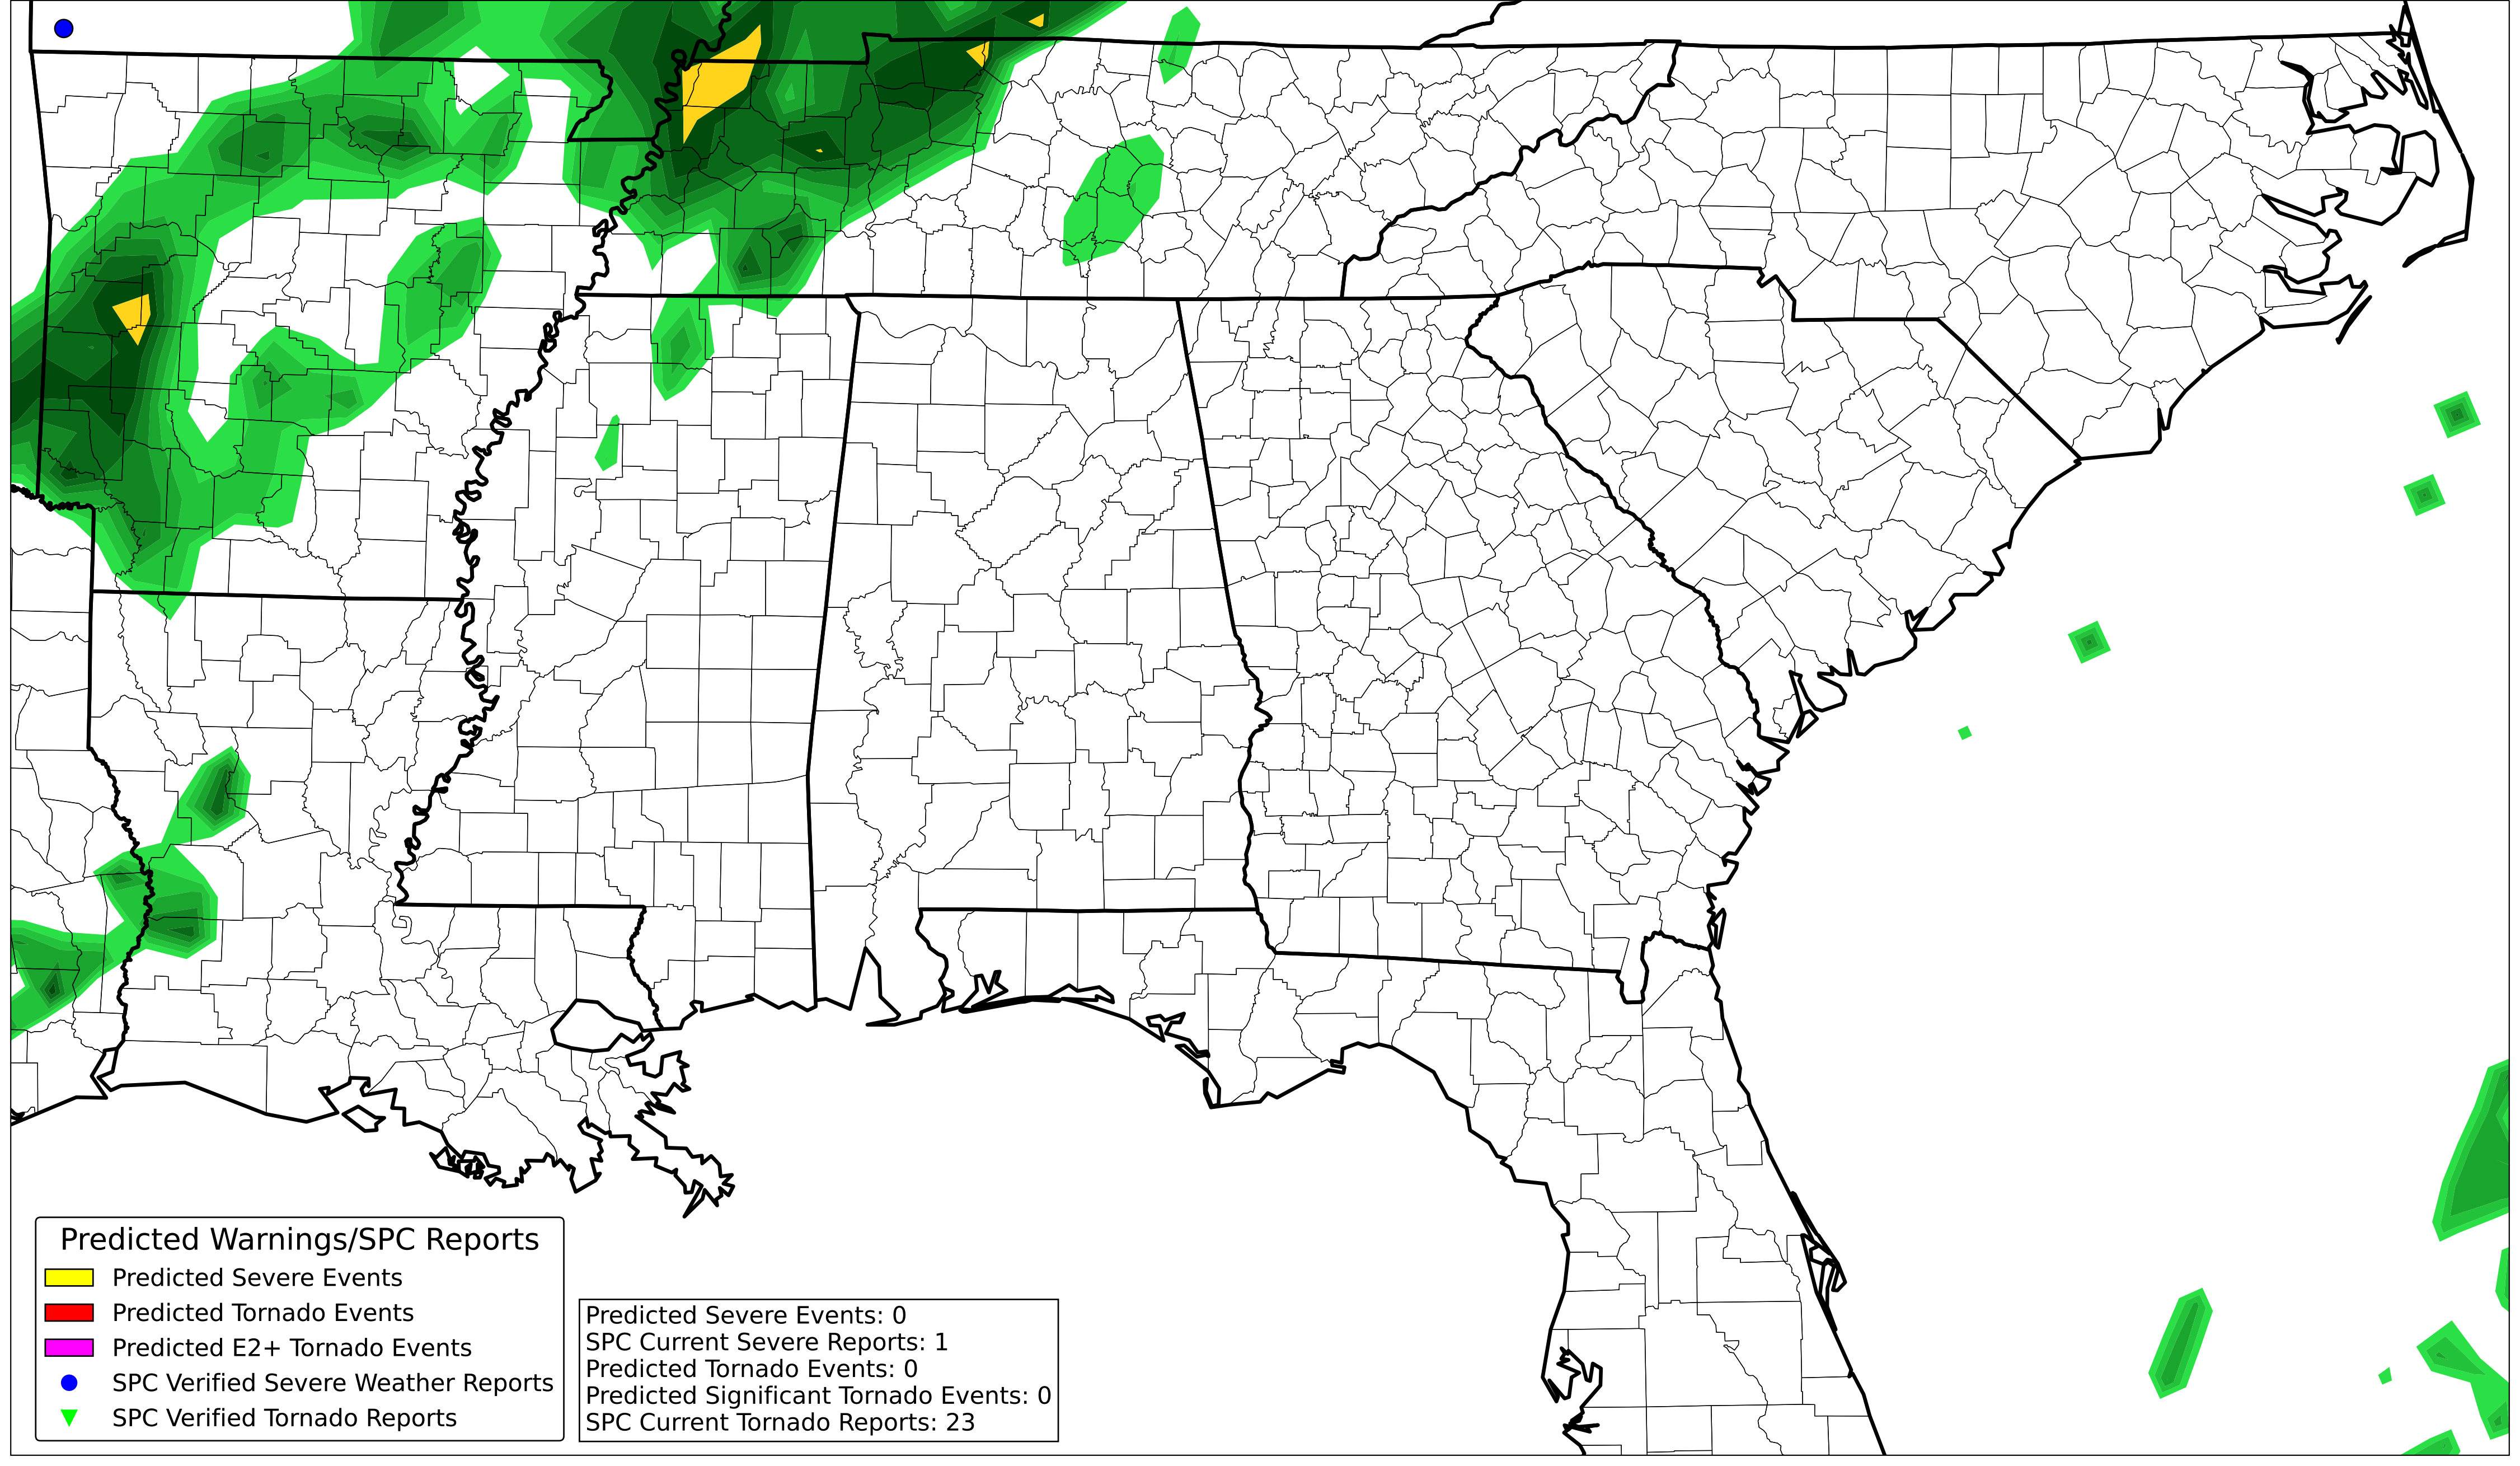 Predicted Warnings/SPC Reports
Predicted Severe Events
Predicted Tornado Events
Predicted E2+ Tornado Events
SPC Verified Severe Weather Reports
SPC Verified Tornado Reports
Predicted Severe Events: 0
SPC Current Severe Reports: 1
Predicted Tornado Events: 0
Predicted Significant Tornado Events: 0
SPC Current Tornado Reports: 23